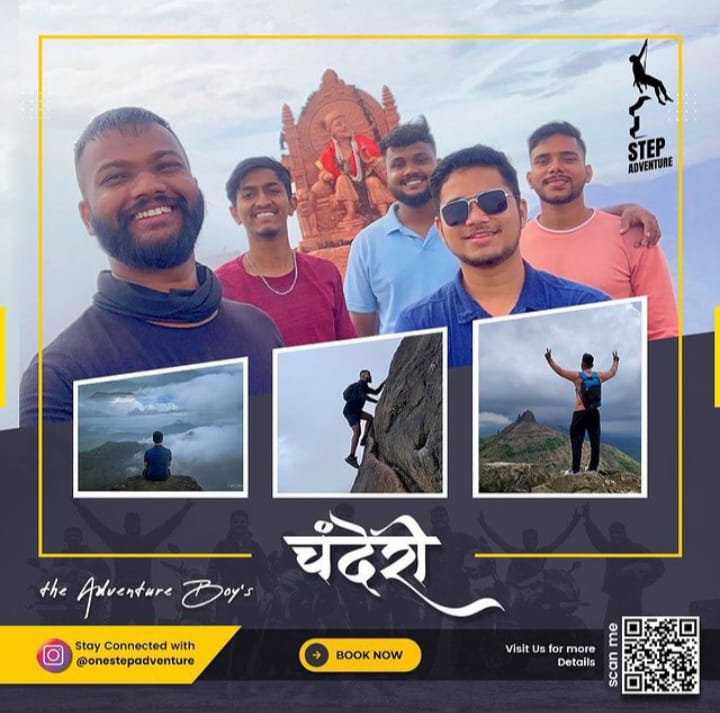 STEP
ADVENTURE
चंदेरी
the Adventure Boy's
Stay Connected with
@onestepadventure
BOOK NOW
Visit Us for more
Details
scan me